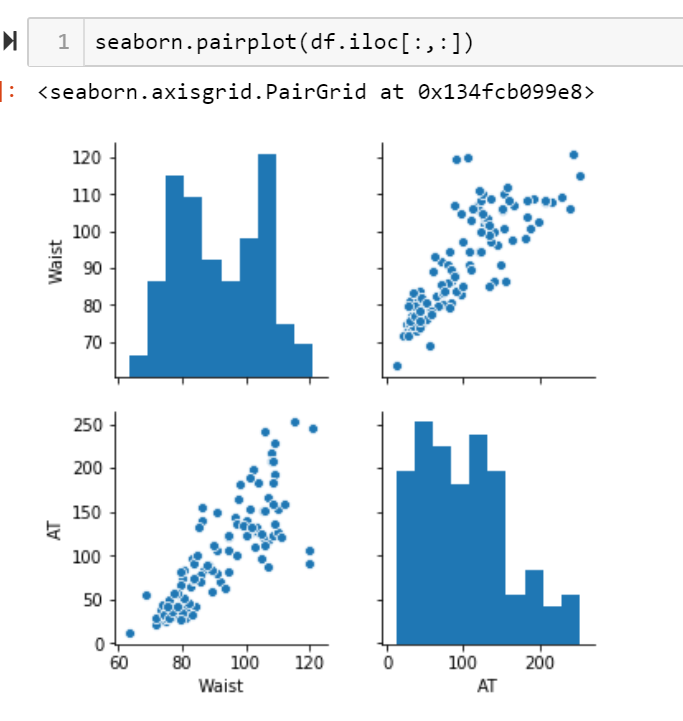 1 seaborn.pairplot(df.iloc[:,:])
]: <seaborn.axisgrid.PairGrid at 0x134fcb099e8>
120
110
100
90
80
70
Waist
250
200
150
100
50
0
AT
60 80 100 120
Waist
0 100 200
AT